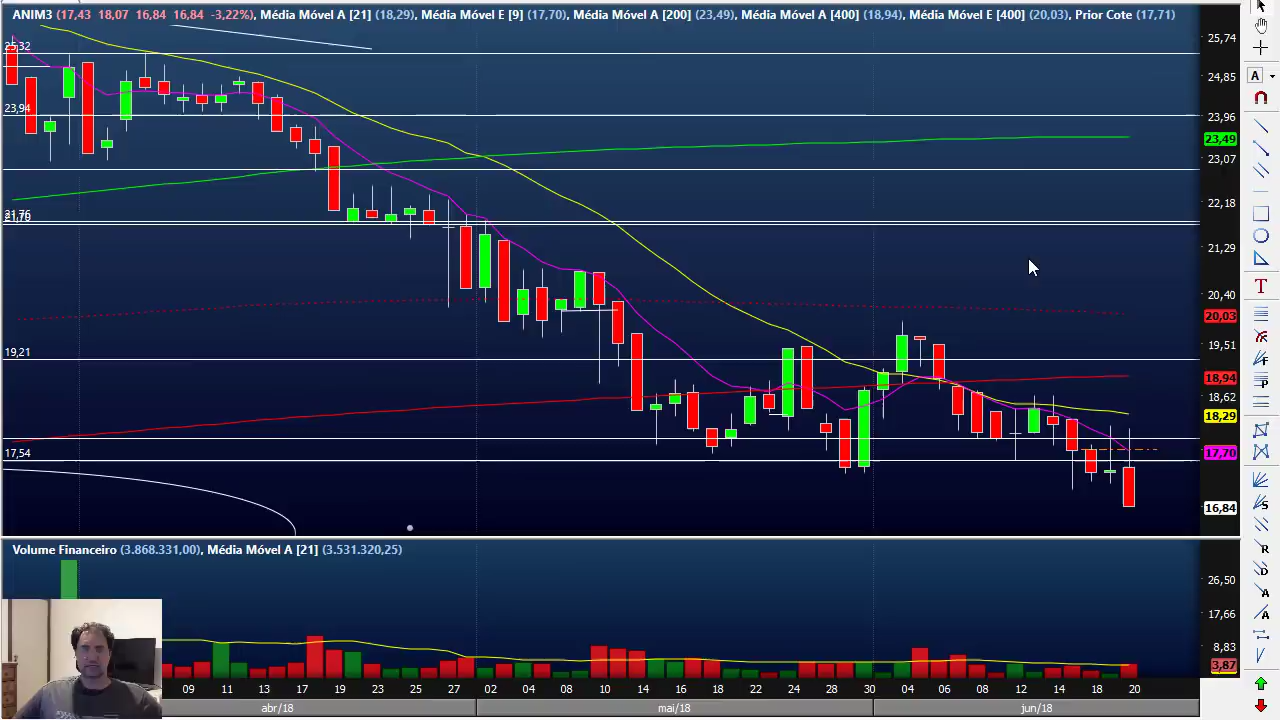 ANIM3 (17,43 18,07 16,84 16,84 -3,22%), Média Móvel A [21] (18,29), Média Móvel E [9] (17,70), Média Móvel A [200] (23,49), Média Móvel A [400] (18,94), Média Móvel E [400] (20,03), Prior Cote (17,71)
25,32
23,94
21,76
19,21
17,54
25,74
24,85
23,96
23,49
23,07
22,18
21,29
20,40
20,03
19,51
18,94
18,62
18,29
17,70
16,84
Volume Financeiro (3.868.331,00), Média Móvel A [21] (3.531.320,25)
26,50
17,66
8,83
3,87
09 11 13 17 19 23 25 27 02 04 08 10 14 16 18 22 24 28 30 04 06 08 12 14 18 20
abr/18 mai/18 jun/18
A
T
F
P
S
R
D
A
A